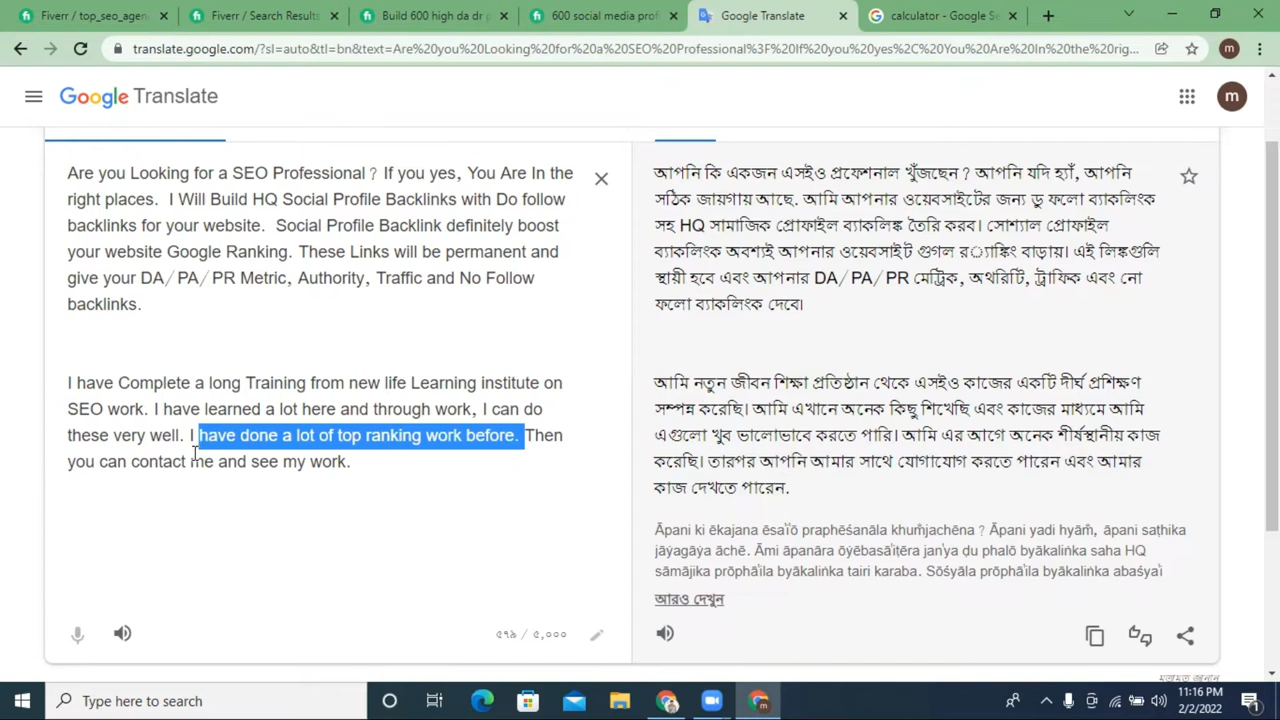 Fiverr / top_seo_agen
Fiverr / Search Results
Build 600 high da dr p
600 social media prof
Google Translate
calculator - Google Se
translate.google.com/?sl=auto&tl=bn&text=Are%20you%20Looking%20for%20a%20SEO%20Professional%3F%20If%20you%20yes%2C%20You%20Are%20In%20the%20rig...
m
Google Translate
m
Are you Looking for a SEO Professional ? If you yes, You Are In the
right places. I Will Build HQ Social Profile Backlinks with Do follow
backlinks for your website. Social Profile Backlink definitely boost
your website Google Ranking. These Links will be permanent and
give your DA/ PA/ PR Metric, Authority, Traffic and No Follow
backlinks.
I have Complete a long Training from new life Learning institute on
SEO work. I have learned a lot here and through work, I can do
these very well. I have done a lot of top ranking work before. Then
you can contact me and see my work.
৫৭৯ / ৫,০০০
আপনি কি একজন এসইও প্রফেশনাল খুঁজছেন ? আপনি যদি হ্যাঁ, আপনি
সঠিক জায়গায় আছে. আমি আপনার ওয়েবসাইটের জন্য ডু ফলো ব্যাকলিংক
সহ HQ সামাজিক প্রোফাইল ব্যাকলিঙ্ক তৈরি করব। সোশ্যাল প্রোফাইল
ব্যাকলিংক অবশ্যই আপনার ওয়েবসাইট গুগল র‌্যাঙ্কিং বাড়ায়। এই লিঙ্কগুলি
স্থায়ী হবে এবং আপনার DA/ PA/ PR মেট্রিক, অথরিটি, ট্রাফিক এবং নো
ফলো ব্যাকলিংক দেবে।
আমি নতুন জীবন শিক্ষা প্রতিষ্ঠান থেকে এসইও কাজের একটি দীর্ঘ প্রশিক্ষণ
সম্পন্ন করেছি। আমি এখানে অনেক কিছু শিখেছি এবং কাজের মাধ্যমে আমি
এগুলো খুব ভালোভাবে করতে পারি। আমি এর আগে অনেক শীর্ষস্থানীয় কাজ
করেছি। তারপর আপনি আমার সাথে যোগাযোগ করতে পারেন এবং আমার
কাজ দেখতে পারেন.
Āpani ki ēkajana ēsa'i'ō praphēśanāla khum̐jachēna ? Āpani yadi hyām̐, āpani saṭhika
jāẏagāẏa āchē. Āmi āpanāra ōẏēbasā'iṭēra jan'ya ḍu phalō byākaliṅka saha HQ
sāmājika prōphā'ila byākaliṅka tairi karaba. Sōśyāla prōphā'ila byākaliṅka abaśya'i
আরও দেখুন
মতামত জানান
Type here to search
11:16 PM
2/2/2022
1